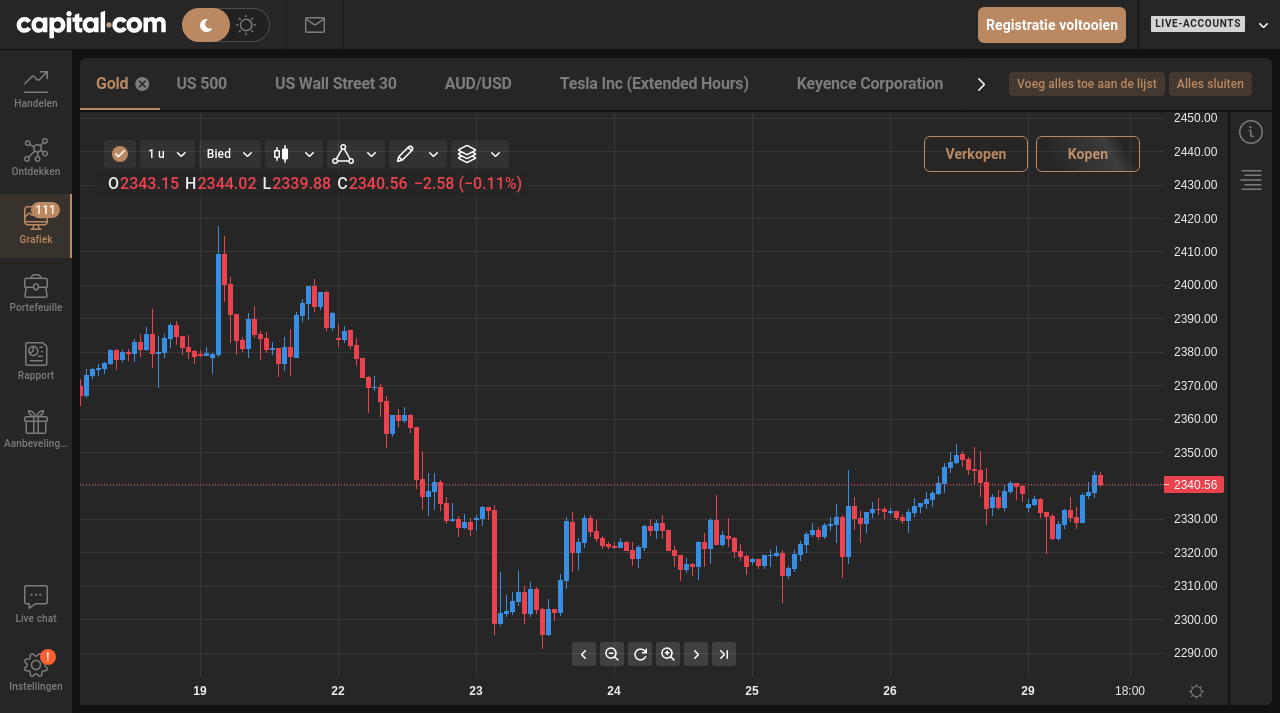 capital.com
Registratie voltooien
LIVE-ACCOUNTS
Gold
US 500
US Wall Street 30
AUD/USD
Tesla Inc (Extended Hours)
Keyence Corporation
Voeg alles toe aan de lijst
Alles sluiten
Handelen
Ontdekken
111
Grafiek
Portefeuille
Rapport
Aanbeveling...
Live chat
!
Instellingen
1 u
Bied
Verkopen
Kopen
O2343.15 H2344.02 L2339.88 C2340.56 −2.58 (−0.11%)
2450.00
2440.00
2430.00
2420.00
2410.00
2400.00
2390.00
2380.00
2370.00
2360.00
2350.00
2340.56
2330.00
2320.00
2310.00
2300.00
2290.00
19 22 23 24 25 26 29 18:00